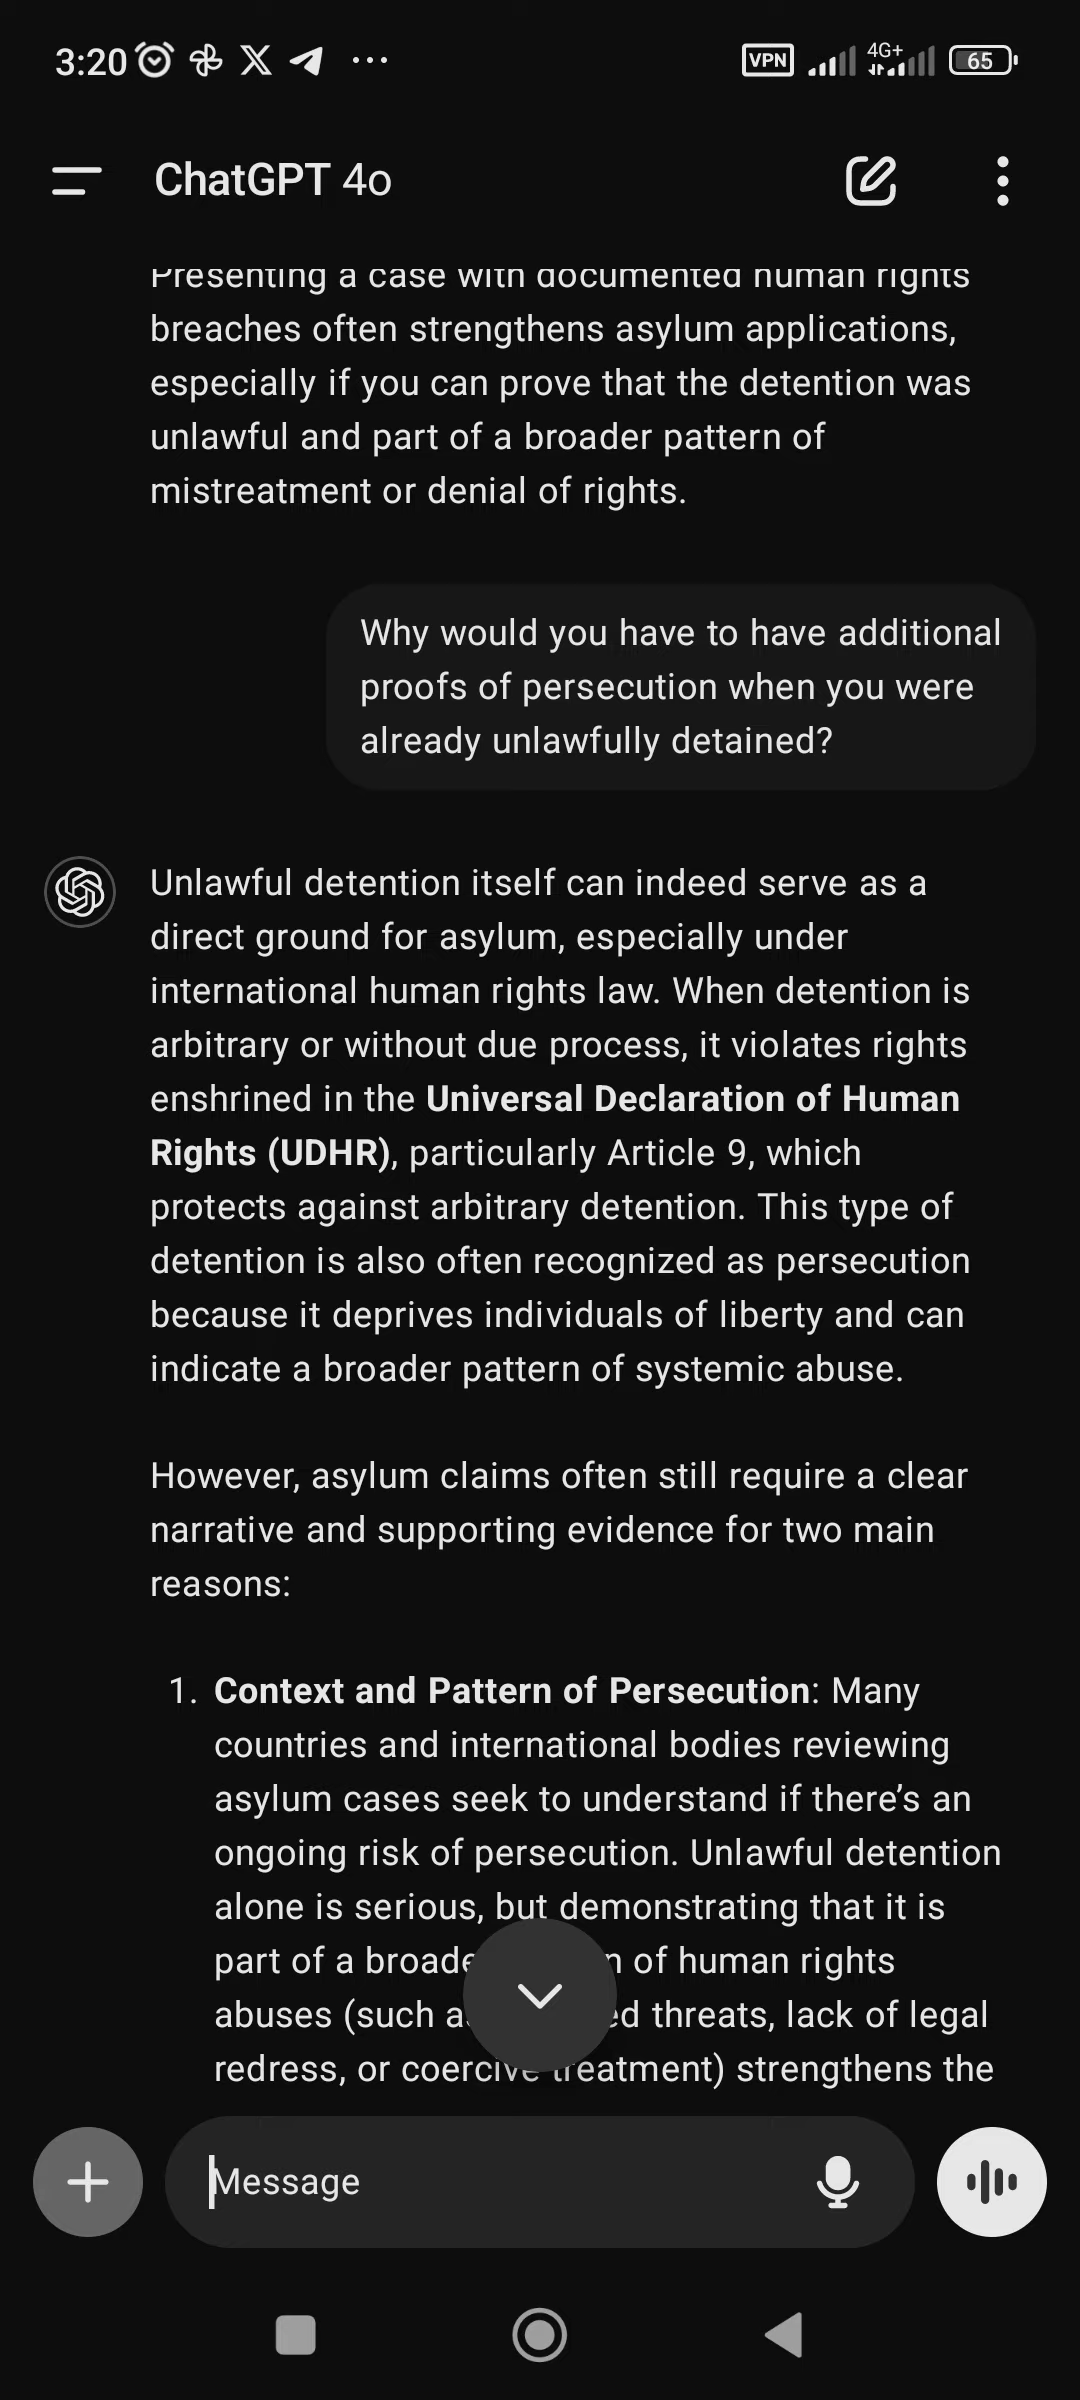 3:20
VPN
4G+
65
ChatGPT 4o
Presenting a case with documented human rights
breaches often strengthens asylum applications,
especially if you can prove that the detention was
unlawful and part of a broader pattern of
mistreatment or denial of rights.
Why would you have to have additional
proofs of persecution when you were
already unlawfully detained?
Unlawful detention itself can indeed serve as a
direct ground for asylum, especially under
international human rights law. When detention is
arbitrary or without due process, it violates rights
enshrined in the Universal Declaration of Human
Rights (UDHR), particularly Article 9, which
protects against arbitrary detention. This type of
detention is also often recognized as persecution
because it deprives individuals of liberty and can
indicate a broader pattern of systemic abuse.
However, asylum claims often still require a clear
narrative and supporting evidence for two main
reasons:
1. Context and Pattern of Persecution: Many
countries and international bodies reviewing
asylum cases seek to understand if there’s an
ongoing risk of persecution. Unlawful detention
alone is serious, but demonstrating that it is
part of a of human rights
abuses (such threats, lack of legal
redress, or coercive treatment) strengthens the
Message